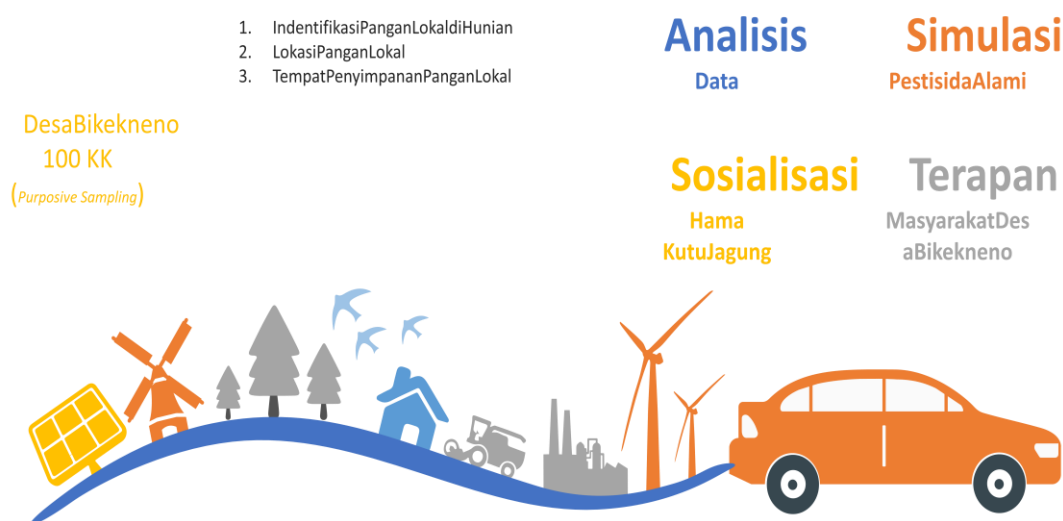 1. IndentifikasiPanganLokaldiHunian
2. LokasiPanganLokal
3. TempatPenyimpananPanganLokal
DesaBikekneno
100 KK
(Purposive Sampling)
Analisis
Data
Simulasi
PestisidaAlami
Sosialisasi
Hama
KutuJagung
Terapan
MasyarakatDes
aBikekneno